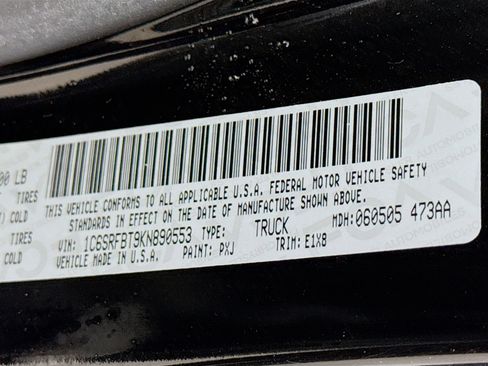 00 LB
TIRES
COLD
TIRES
COLD
THIS VEHICLE CONFORMS TO ALL APPLICABLE U.S.A. FEDERAL MOTOR VEHICLE SAFETY
STANDARDS IN EFFECT ON THE DATE OF MANUFACTURE SHOWN ABOVE.
VIN: 1C6SRFBT9KN890553 TYPE: TRUCK MDH: 060505 473AA
VEHICLE MADE IN U.S.A. PAINT: PXJ TRIM: E1X8